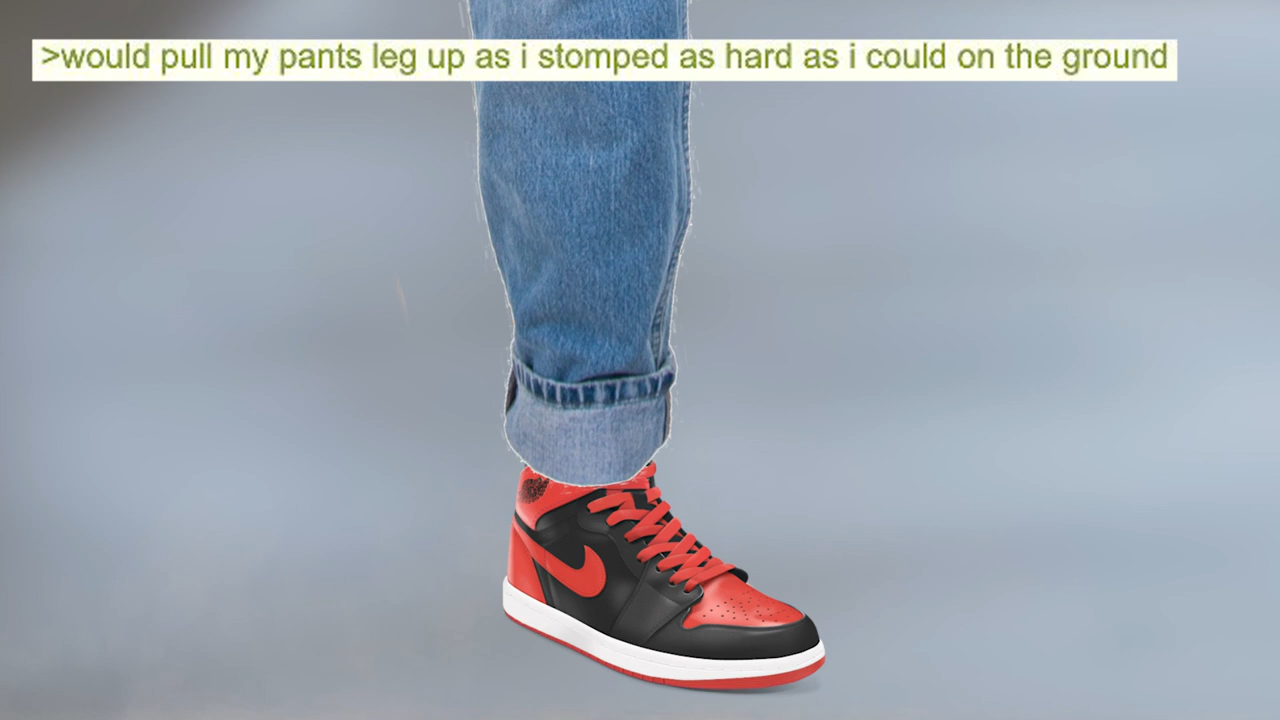 >would pull my pants leg up as i stomped as hard as i could on the ground